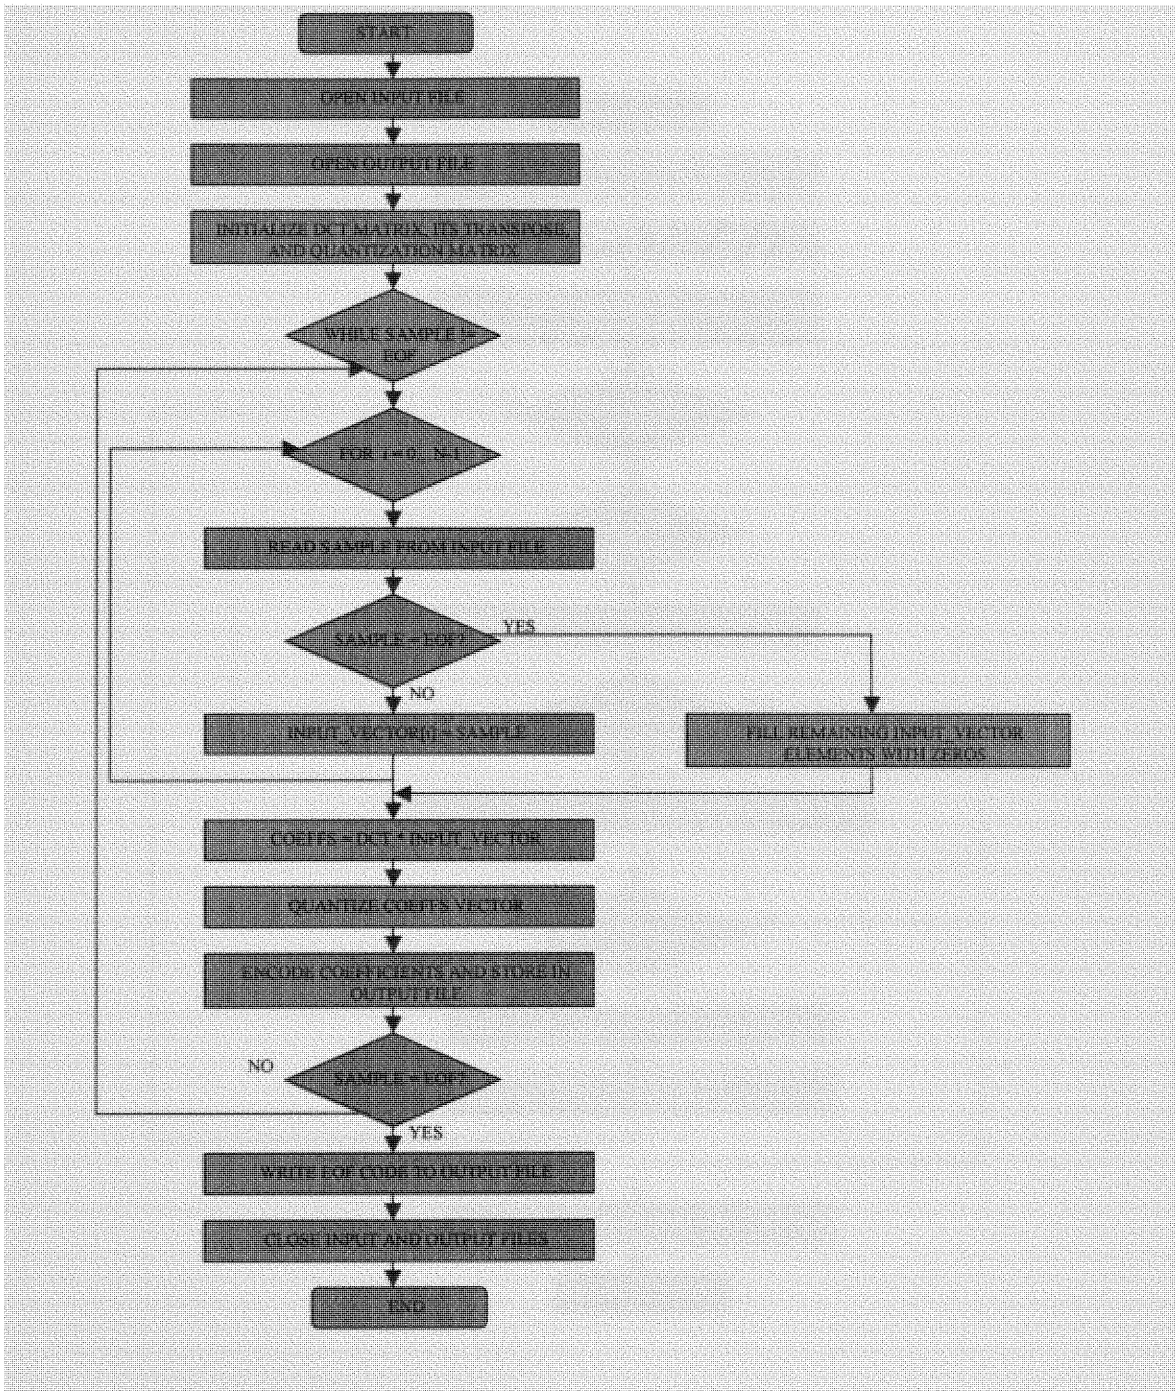 START
OPEN INPUT FILE
OPEN OUTPUT FILE
INITIALIZE DCT MATRIX, ITS TRANSPOSE,
AND QUANTIZATION MATRIX
WHILE SAMPLE !=
EOF
FOR i = 0.. N-1
READ SAMPLE FROM INPUT FILE
SAMPLE = EOF?
YES
NO
INPUT_VECTOR[i] = SAMPLE
FILL REMAINING INPUT_VECTOR
ELEMENTS WITH ZEROS
COEFFS = DCT * INPUT_VECTOR
QUANTIZE COEFFS VECTOR
ENCODE COEFFICIENTS AND STORE IN
OUTPUT FILE
NO
SAMPLE = EOF?
YES
WRITE EOF CODE TO OUTPUT FILE
CLOSE INPUT AND OUTPUT FILES
END